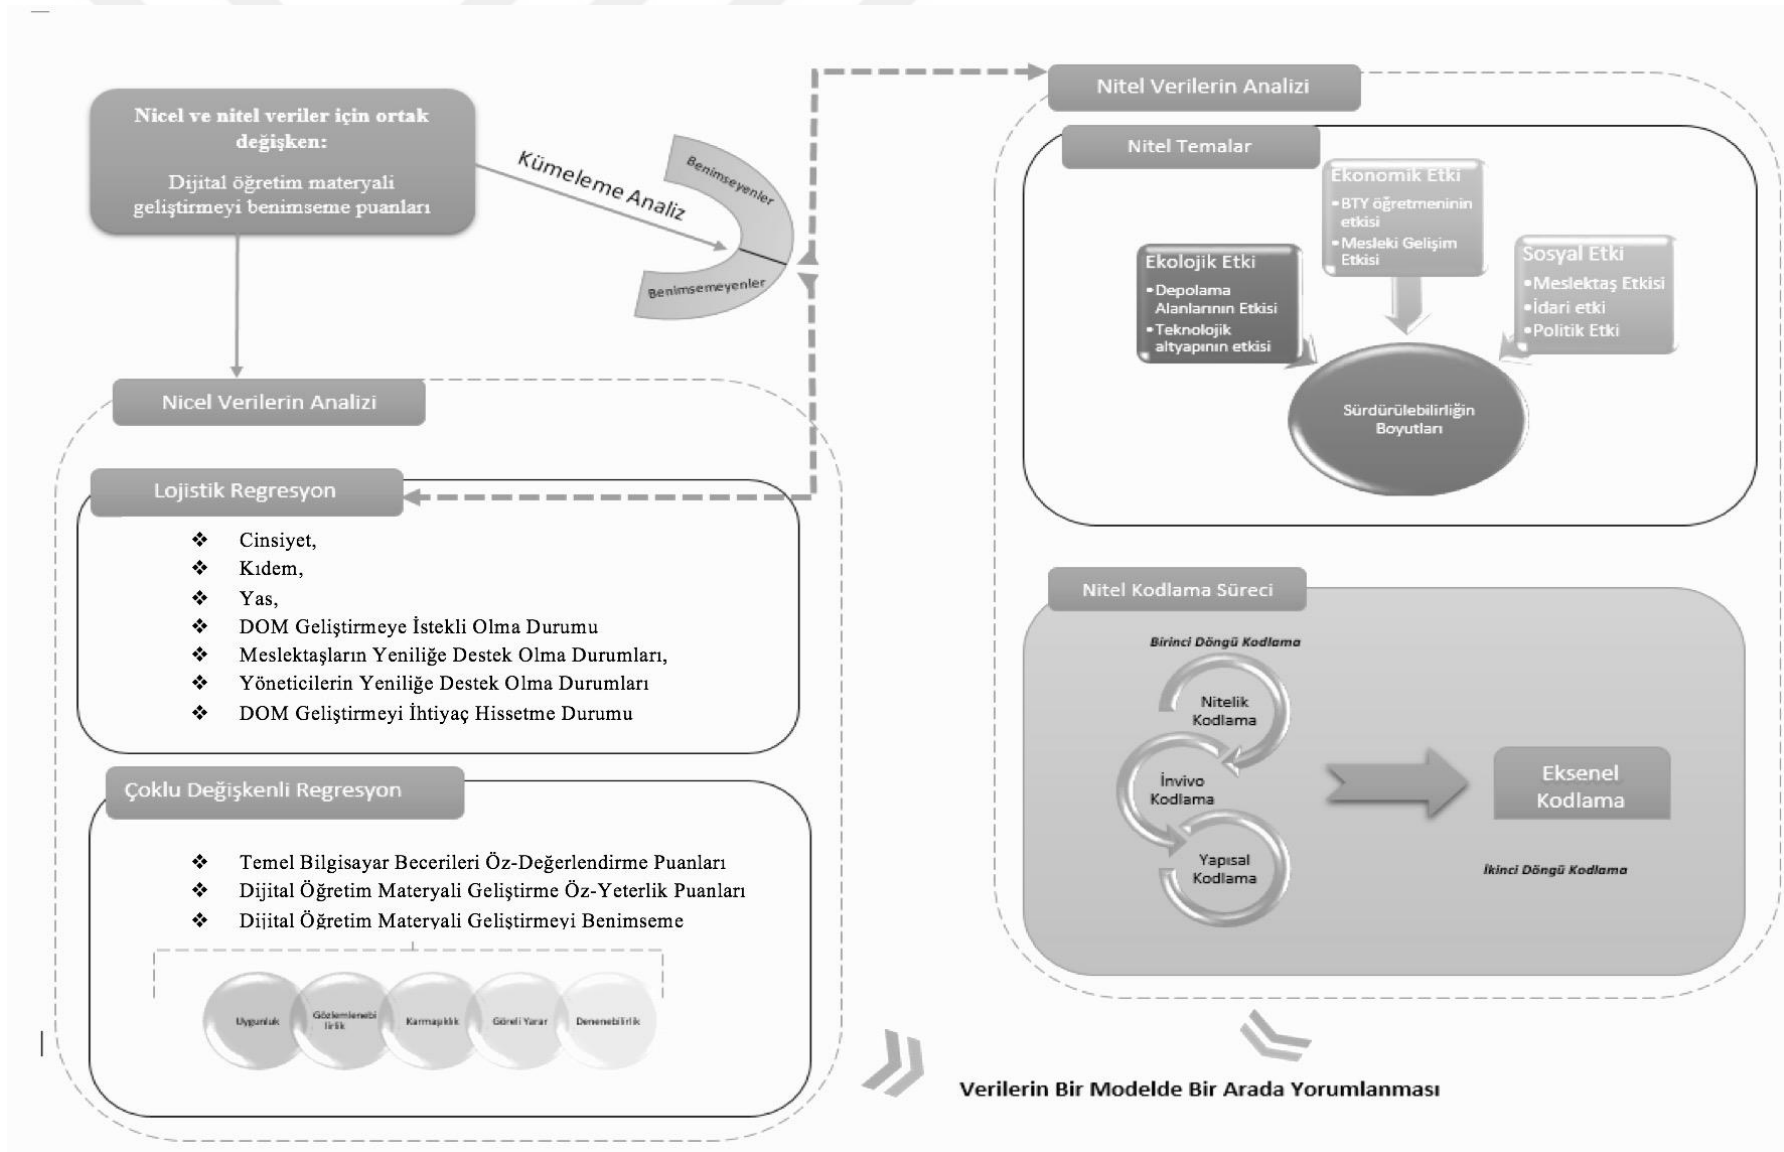 Nicel ve nitel veriler için ortak
değişken:
Dijital öğretim materyali
geliştirmeyi benimseme puanları
Kümeleme Analiz
Benimseyenler
Benimsemeyenler
Nicel Verilerin Analizi
Lojistik Regresyon
❖ Cinsiyet,
❖ Kıdem,
❖ Yas,
❖ DOM Geliştirmeye İstekli Olma Durumu
❖ Meslektaşların Yeniliğe Destek Olma Durumları,
❖ Yöneticilerin Yeniliğe Destek Olma Durumları
❖ DOM Geliştirmeyi İhtiyaç Hissetme Durumu
Çoklu Değişkenli Regresyon
❖ Temel Bilgisayar Becerileri Öz-Değerlendirme Puanları
❖ Dijital Öğretim Materyali Geliştirme Öz-Yeterlik Puanları
❖ Dijital Öğretim Materyali Geliştirmeyi Benimseme
Uygunluk
Gözlemlenebi
lirlik
Karmaşıklık
Göreli Yarar
Denenebilirlik
Nitel Verilerin Analizi
Nitel Temalar
Ekonomik Etki
•BTY öğretmeninin
etkisi
•Mesleki Gelişim
Etkisi
Ekolojik Etki
•Depolama
Alanlarının Etkisi
•Teknolojik
altyapının etkisi
Sosyal Etki
•Meslektaş Etkisi
•İdari etki
•Politik Etki
Sürdürülebilirliğin
Boyutları
Nitel Kodlama Süreci
Birinci Döngü Kodlama
Nitelik
Kodlama
İnvivo
Kodlama
Yapısal
Kodlama
Eksenel
Kodlama
İkinci Döngü Kodlama
Verilerin Bir Modelde Bir Arada Yorumlanması